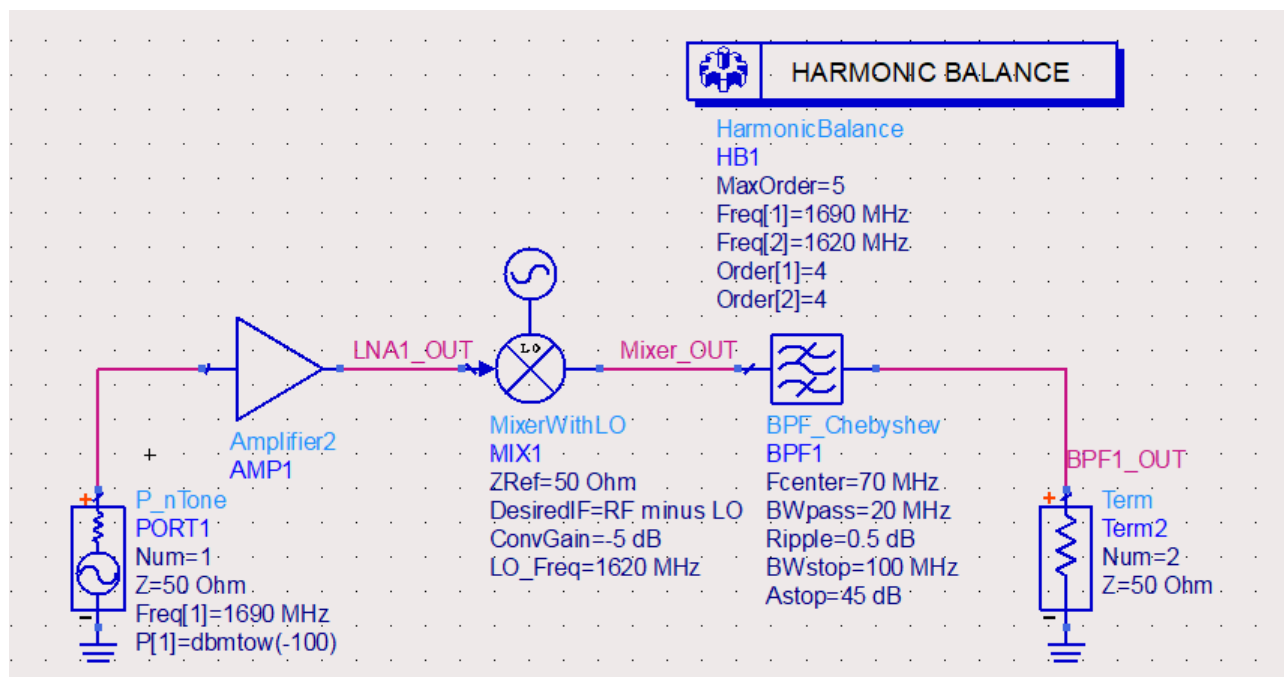 HARMONIC BALANCE
HarmonicBalance
HB1
MaxOrder=5
Freq[1]=1690 MHz
Freq[2]=1620 MHz
Order[1]=4
Order[2]=4
LNA1_OUT
LO
Mixer_OUT
Amplifier2
AMP1
MixerWithLO
MIX1
ZRef=50 Ohm
DesiredIF=RF minus LO
ConvGain=-5 dB
LO_Freq=1620 MHz
BPF_Chebyshev
BPF1
Fcenter=70 MHz
BWpass=20 MHz
Ripple=0.5 dB
BWstop=100 MHz
Astop=45 dB
BPF1_OUT
P_nTone
PORT1
Num=1
Z=50 Ohm
Freq[1]=1690 MHz
P[1]=dbmtow(-100)
Term
Term2
Num=2
Z=50 Ohm